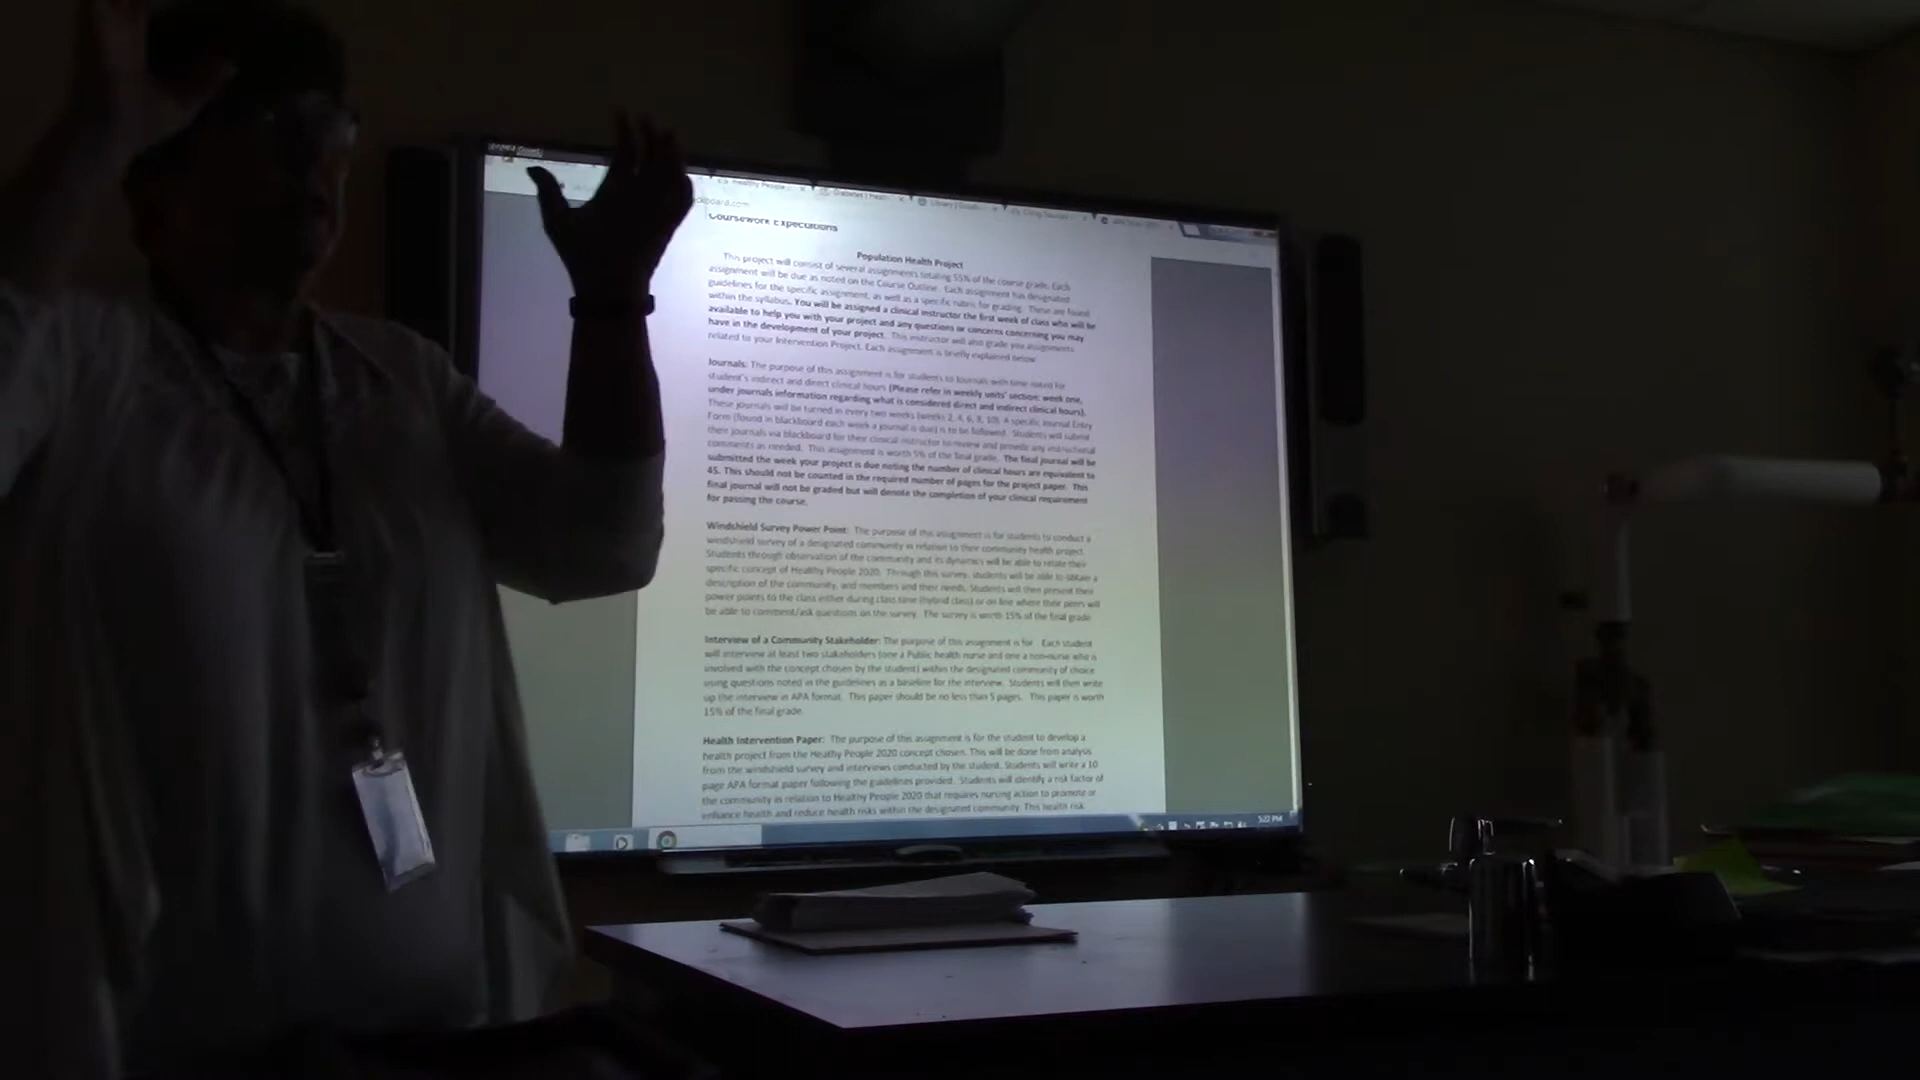 Healthy People
Diabetes | Healt
Citing Sources
ckboard.com
Coursework Expectations
Population Health Project
This project will consist of several assignments totaling 55% of the course grade. Each
assignment will be due as noted on the Course Outline. Each assignment has designated
guidelines for the specific assignment, as well as a specific rubric for grading. These are found
within the syllabus. You will be assigned a clinical instructor the first week of class who will be
available to help you with your project and any questions or concerns concerning you may
have in the development of your project. This instructor will also grade you assignments
related to your Intervention Project. Each assignment is briefly explained below
Journals: The purpose of this assignment is for students to Journals with time noted for
student's indirect and direct clinical hours (Please refer in weekly units' section: week one,
under journals information regarding what is considered direct and indirect clinical hours).
These journals will be turned in every two weeks (weeks 2, 4, 6, 8, 10). A specific Journal Entry
Form (found in blackboard each week a journal is due) is to be followed. Students will submit
their journals via blackboard for their clinical instructor to review and provide any instructional
comments as needed. This assignment is worth 5% of the final grade. The final journal will be
submitted the week your project is due noting the number of clinical hours are equivalent to
45. This should not be counted in the required number of pages for the project paper. This
final journal will not be graded but will denote the completion of your clinical requirement
for passing the course.
Windshield Survey Power Point: The purpose of this assignment is for students to conduct a
windshield survey of a designated community in relation to their community health project.
Students through observation of the community and its dynamics will be able to relate their
specific concept of Healthy People 2020. Through this survey, students will be able to obtain a
description of the community, and members and their needs. Students will then present their
power points to the class either during class time (hybrid class) or on line where their peers will
be able to comment/ask questions on the survey. The survey is worth 15% of the final grade
Interview of a Community Stakeholder: The purpose of this assignment is for Each student
will interview at least two stakeholders (one a Public health nurse and one a non-nurse who is
involved with the concept chosen by the student) within the designated community of choice
using questions noted in the guidelines as a baseline for the interview. Students will then write
up the interview in APA format. This paper should be no less than 5 pages. This paper is worth
15% of the final grade.
Health Intervention Paper: The purpose of this assignment is for the student to develop a
health project from the Heathy People 2020 concept chosen. This will be done from analysis
from the windshield survey and interviews conducted by the student. Students will write a 10
page APA format paper following the guidelines provided. Students will identify a risk factor of
the community in relation to Healthy People 2020 that requires nursing action to promote or
enhance health and reduce health risks within the designated community. This health risk
5:22 PM